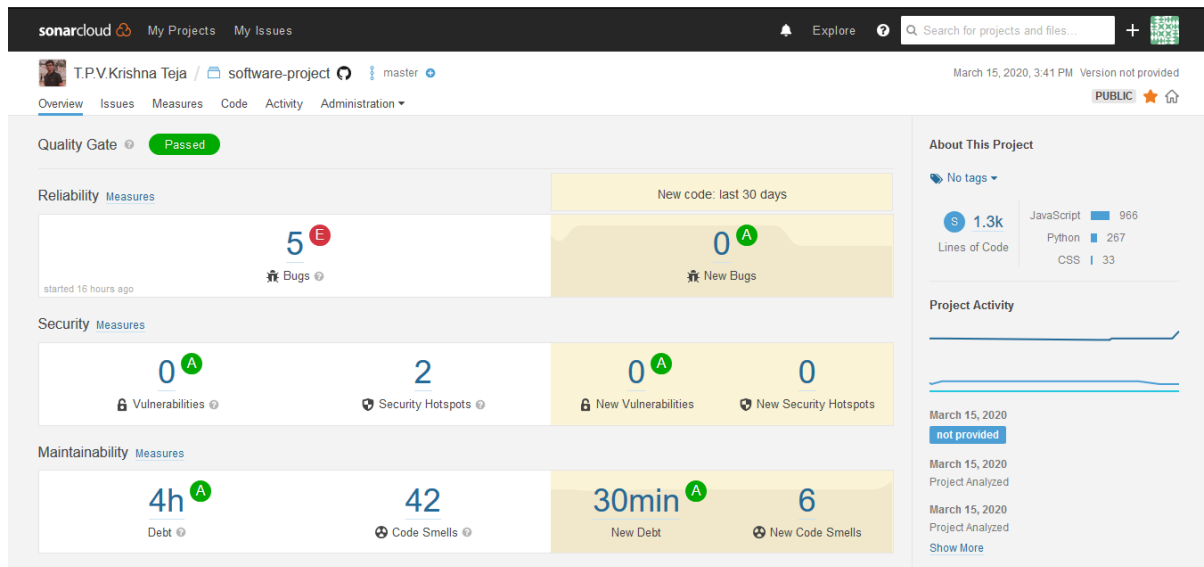 sonarcloud My Projects My Issues Explore Search for projects and files...
T.P.V.Krishna Teja / software-project master March 15, 2020, 3:41 PM Version not provided
Overview Issues Measures Code Activity Administration PUBLIC
Quality Gate Passed
Reliability Measures
New code: last 30 days
5 E
Bugs
started 16 hours ago
0 A
New Bugs
Security Measures
0 A
Vulnerabilities
2
Security Hotspots
0 A
New Vulnerabilities
0
New Security Hotspots
Maintainability Measures
4h A
Debt
42
Code Smells
30min A
New Debt
6
New Code Smells
About This Project
No tags
S 1.3k
Lines of Code
JavaScript 966
Python 267
CSS 33
Project Activity
March 15, 2020
not provided
March 15, 2020
Project Analyzed
March 15, 2020
Project Analyzed
Show More